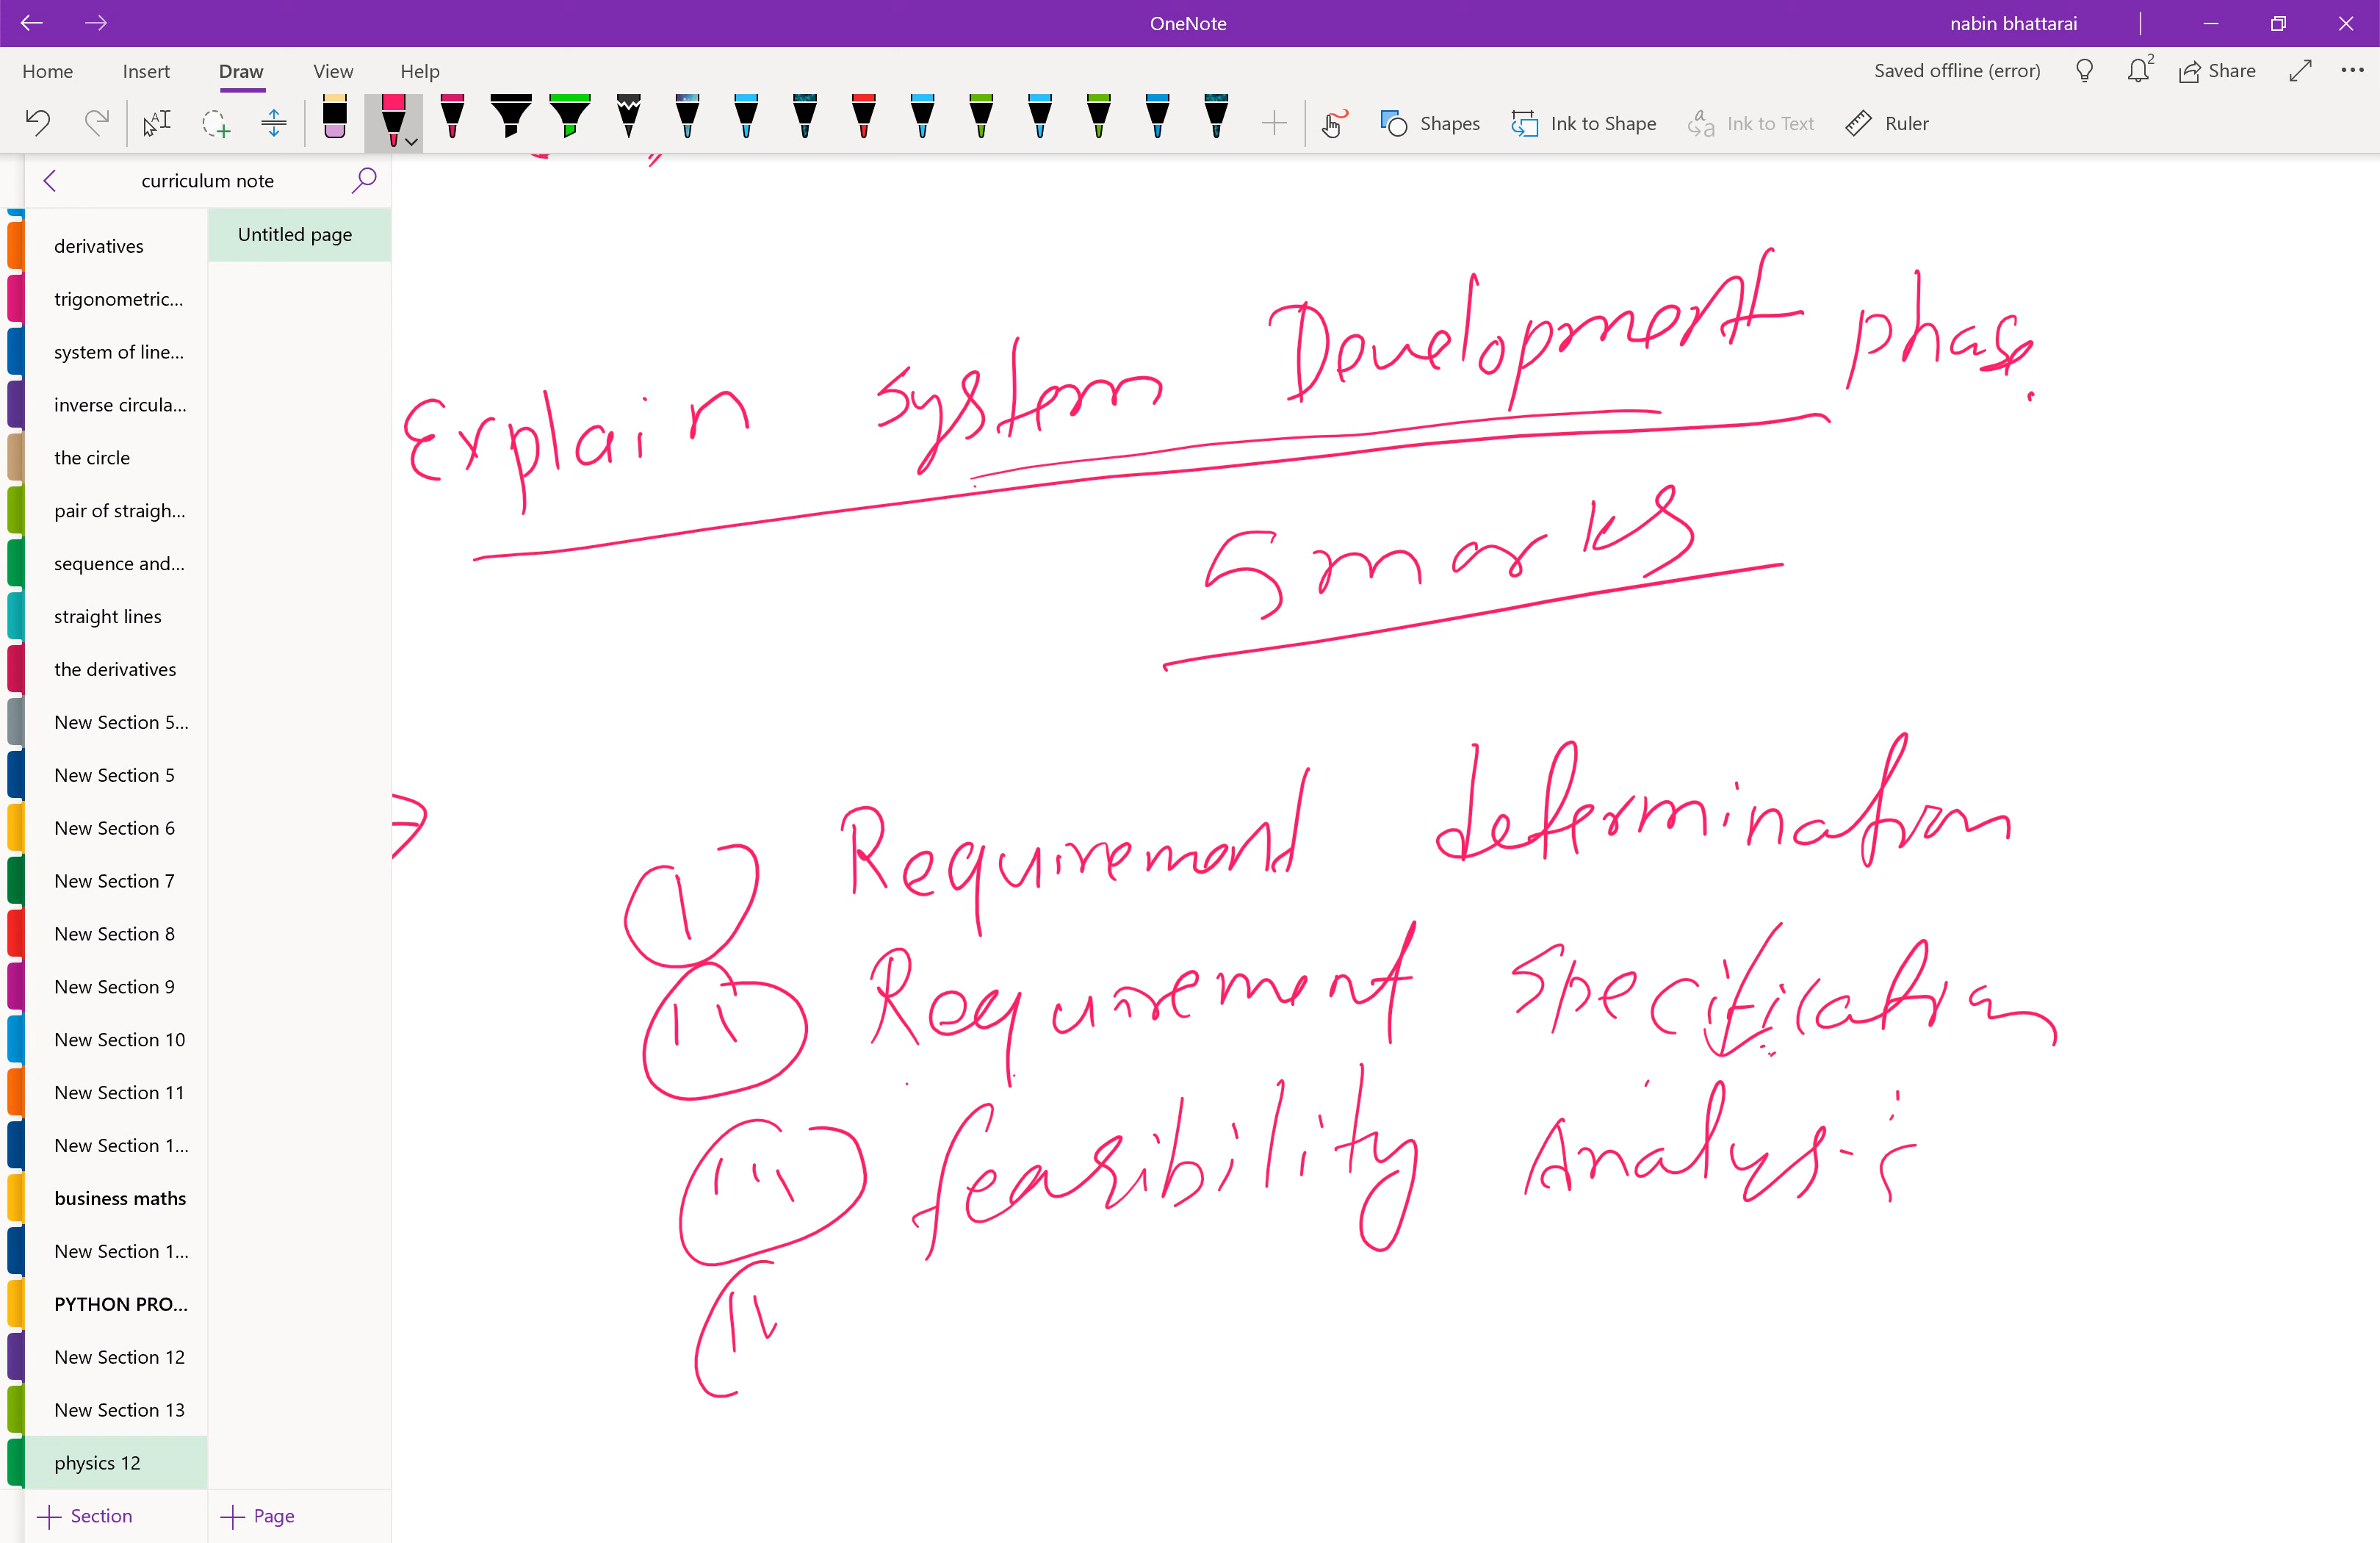 OneNote
nabin bhattarai
Home Insert Draw View Help
Saved offline (error) 2 Share
Shapes Ink to Shape Ink to Text Ruler
curriculum note
Untitled page
derivatives
trigonometric...
system of line...
inverse circula...
the circle
pair of straigh...
sequence and...
straight lines
the derivatives
New Section 5...
New Section 5
New Section 6
New Section 7
New Section 8
New Section 9
New Section 10
New Section 11
New Section 1...
business maths
New Section 1...
PYTHON PRO...
New Section 12
New Section 13
physics 12
Section
Page
Explain System Development phase.
5 marks
i Requirement determination
ii Requirement specification
iii feasibility Analysis
iv